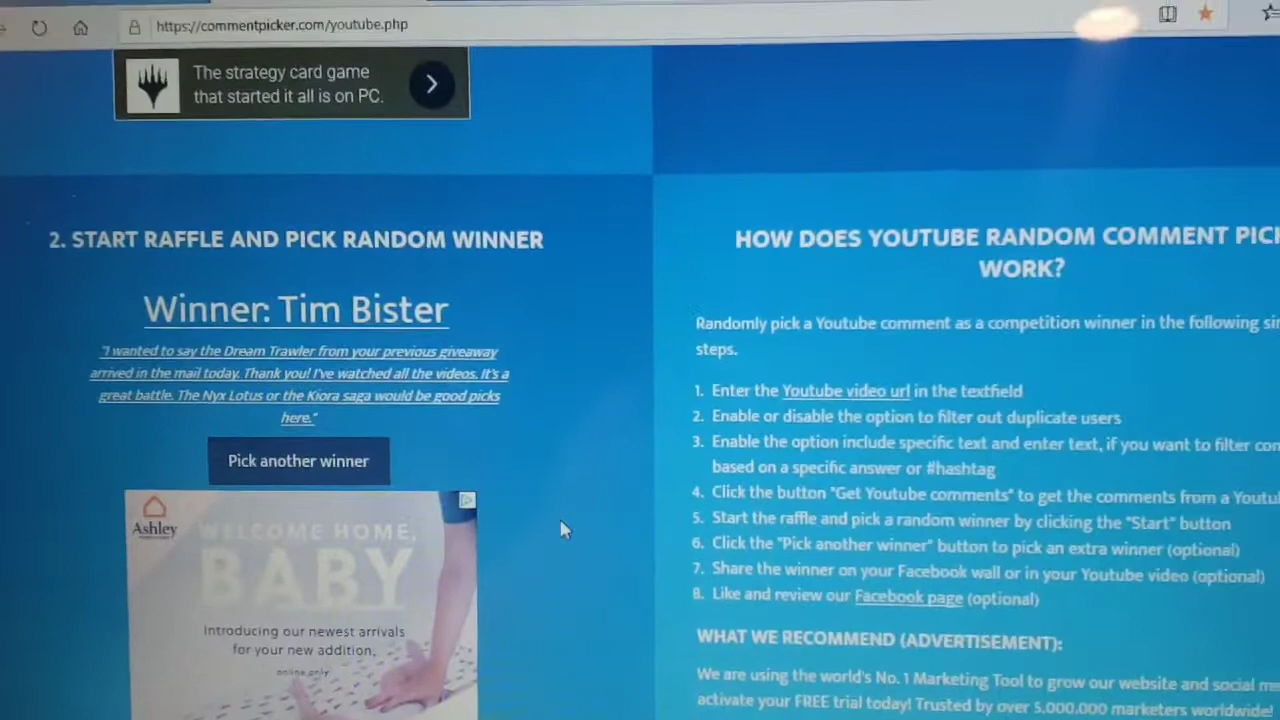 https://commentpicker.com/youtube.php
The strategy card game
that started it all is on PC.
2. START RAFFLE AND PICK RANDOM WINNER
Winner: Tim Bister
"I wanted to say the Dream Trawler from your previous giveaway
arrived in the mail today. Thank you! I've watched all the videos. It's a
great battle. The Nyx Lotus or the Kiora saga would be good picks
here."
Pick another winner
Ashley
WELCOME HOME,
BABY
Introducing our newest arrivals
for your new addition,
online only
HOW DOES YOUTUBE RANDOM COMMENT PICK
WORK?
Randomly pick a Youtube comment as a competition winner in the following
steps.
1. Enter the Youtube video url in the textfield
2. Enable or disable the option to filter out duplicate users
3. Enable the option include specific text and enter text, if you want to filter
based on a specific answer or #hashtag
4. Click the button "Get Youtube comments" to get the comments from a
5. Start the raffle and pick a random winner by clicking the "Start" button
6. Click the "Pick another winner" button to pick an extra winner (optional)
7. Share the winner on your Facebook wall or in your Youtube video (optional)
8. Like and review our Facebook page (optional)
WHAT WE RECOMMEND (ADVERTISEMENT):
We are using the world's No. 1 Marketing Tool to grow our website and social
activate your FREE trial today! Trusted by over 5.000.000 marketers worldwide!